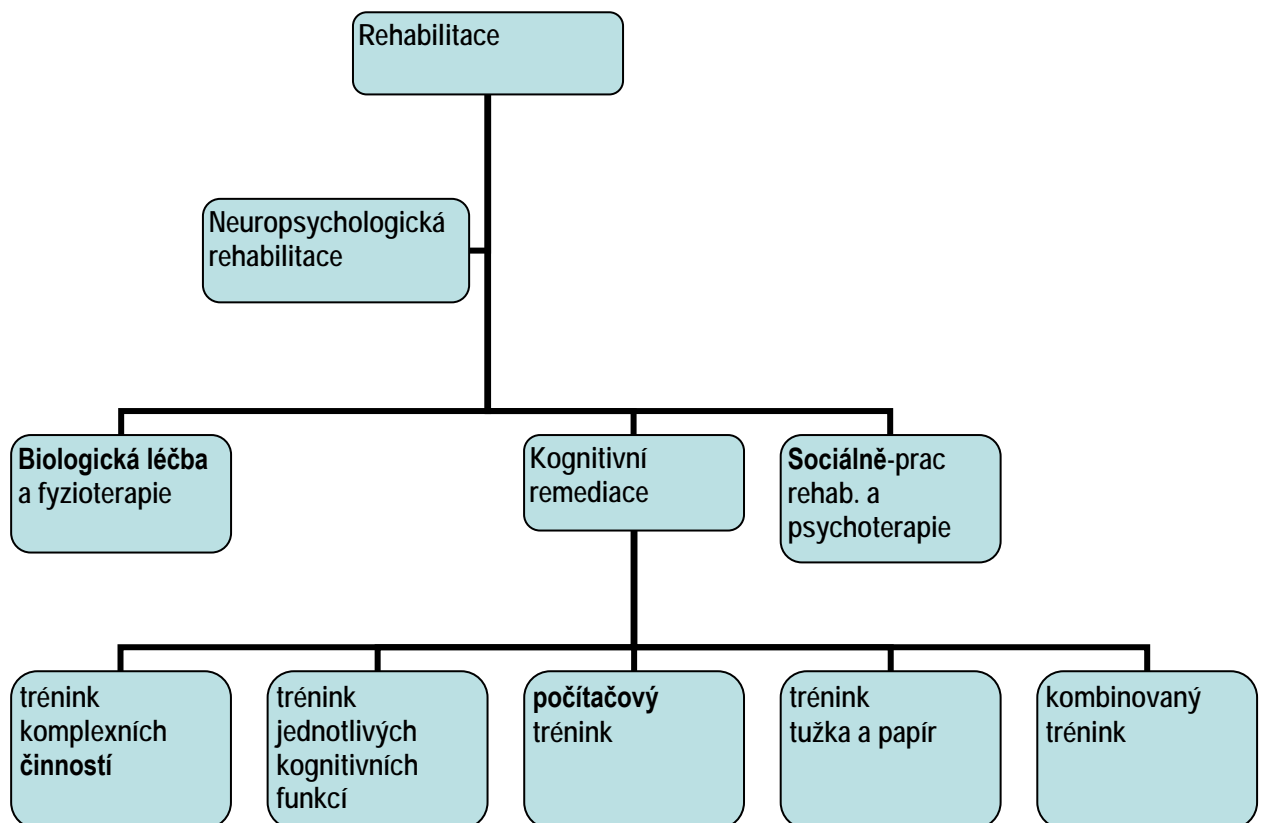 Rehabilitace
Neuropsychologická
rehabilitace
Biologická léčba
a fyzioterapie
Kognitivní
remediace
Sociálně-prac
rehab. a
psychoterapie
trénink
komplexních
činností
trénink
jednotlivých
kognitivních
funkcí
počítačový
trénink
trénink
tužka a papír
kombinovaný
trénink